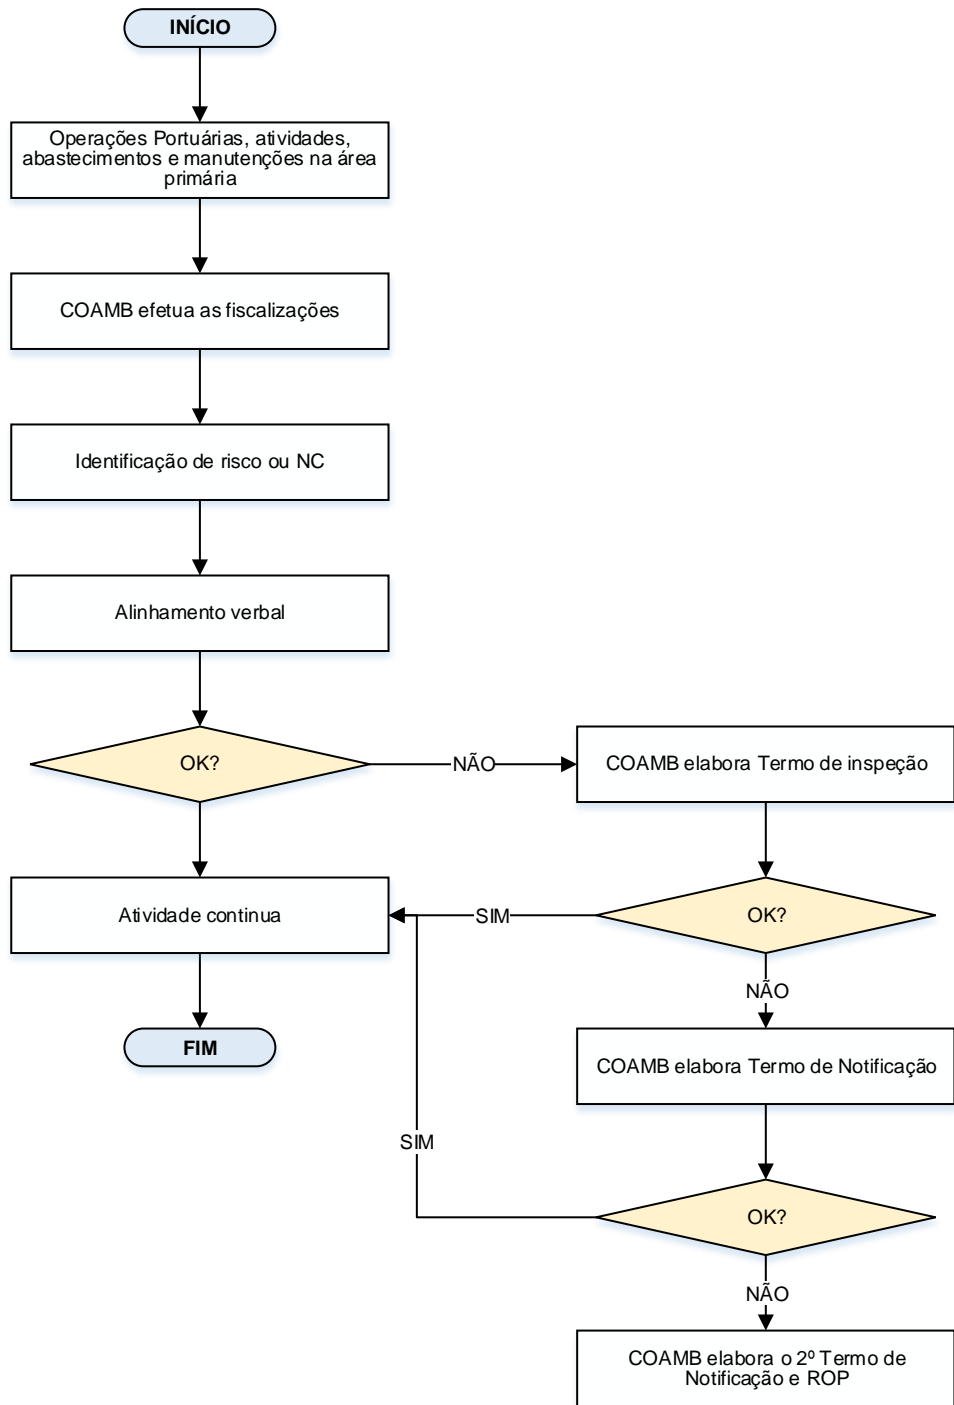 INÍCIO
Operações Portuárias, atividades,
abastecimentos e manutenções na área
primária
COAMB efetua as fiscalizações
Identificação de risco ou NC
Alinhamento verbal
OK?
NÃO
COAMB elabora Termo de inspeção
Atividade continua
SIM
OK?
NÃO
FIM
COAMB elabora Termo de Notificação
SIM
OK?
NÃO
COAMB elabora o 2º Termo de
Notificação e ROP